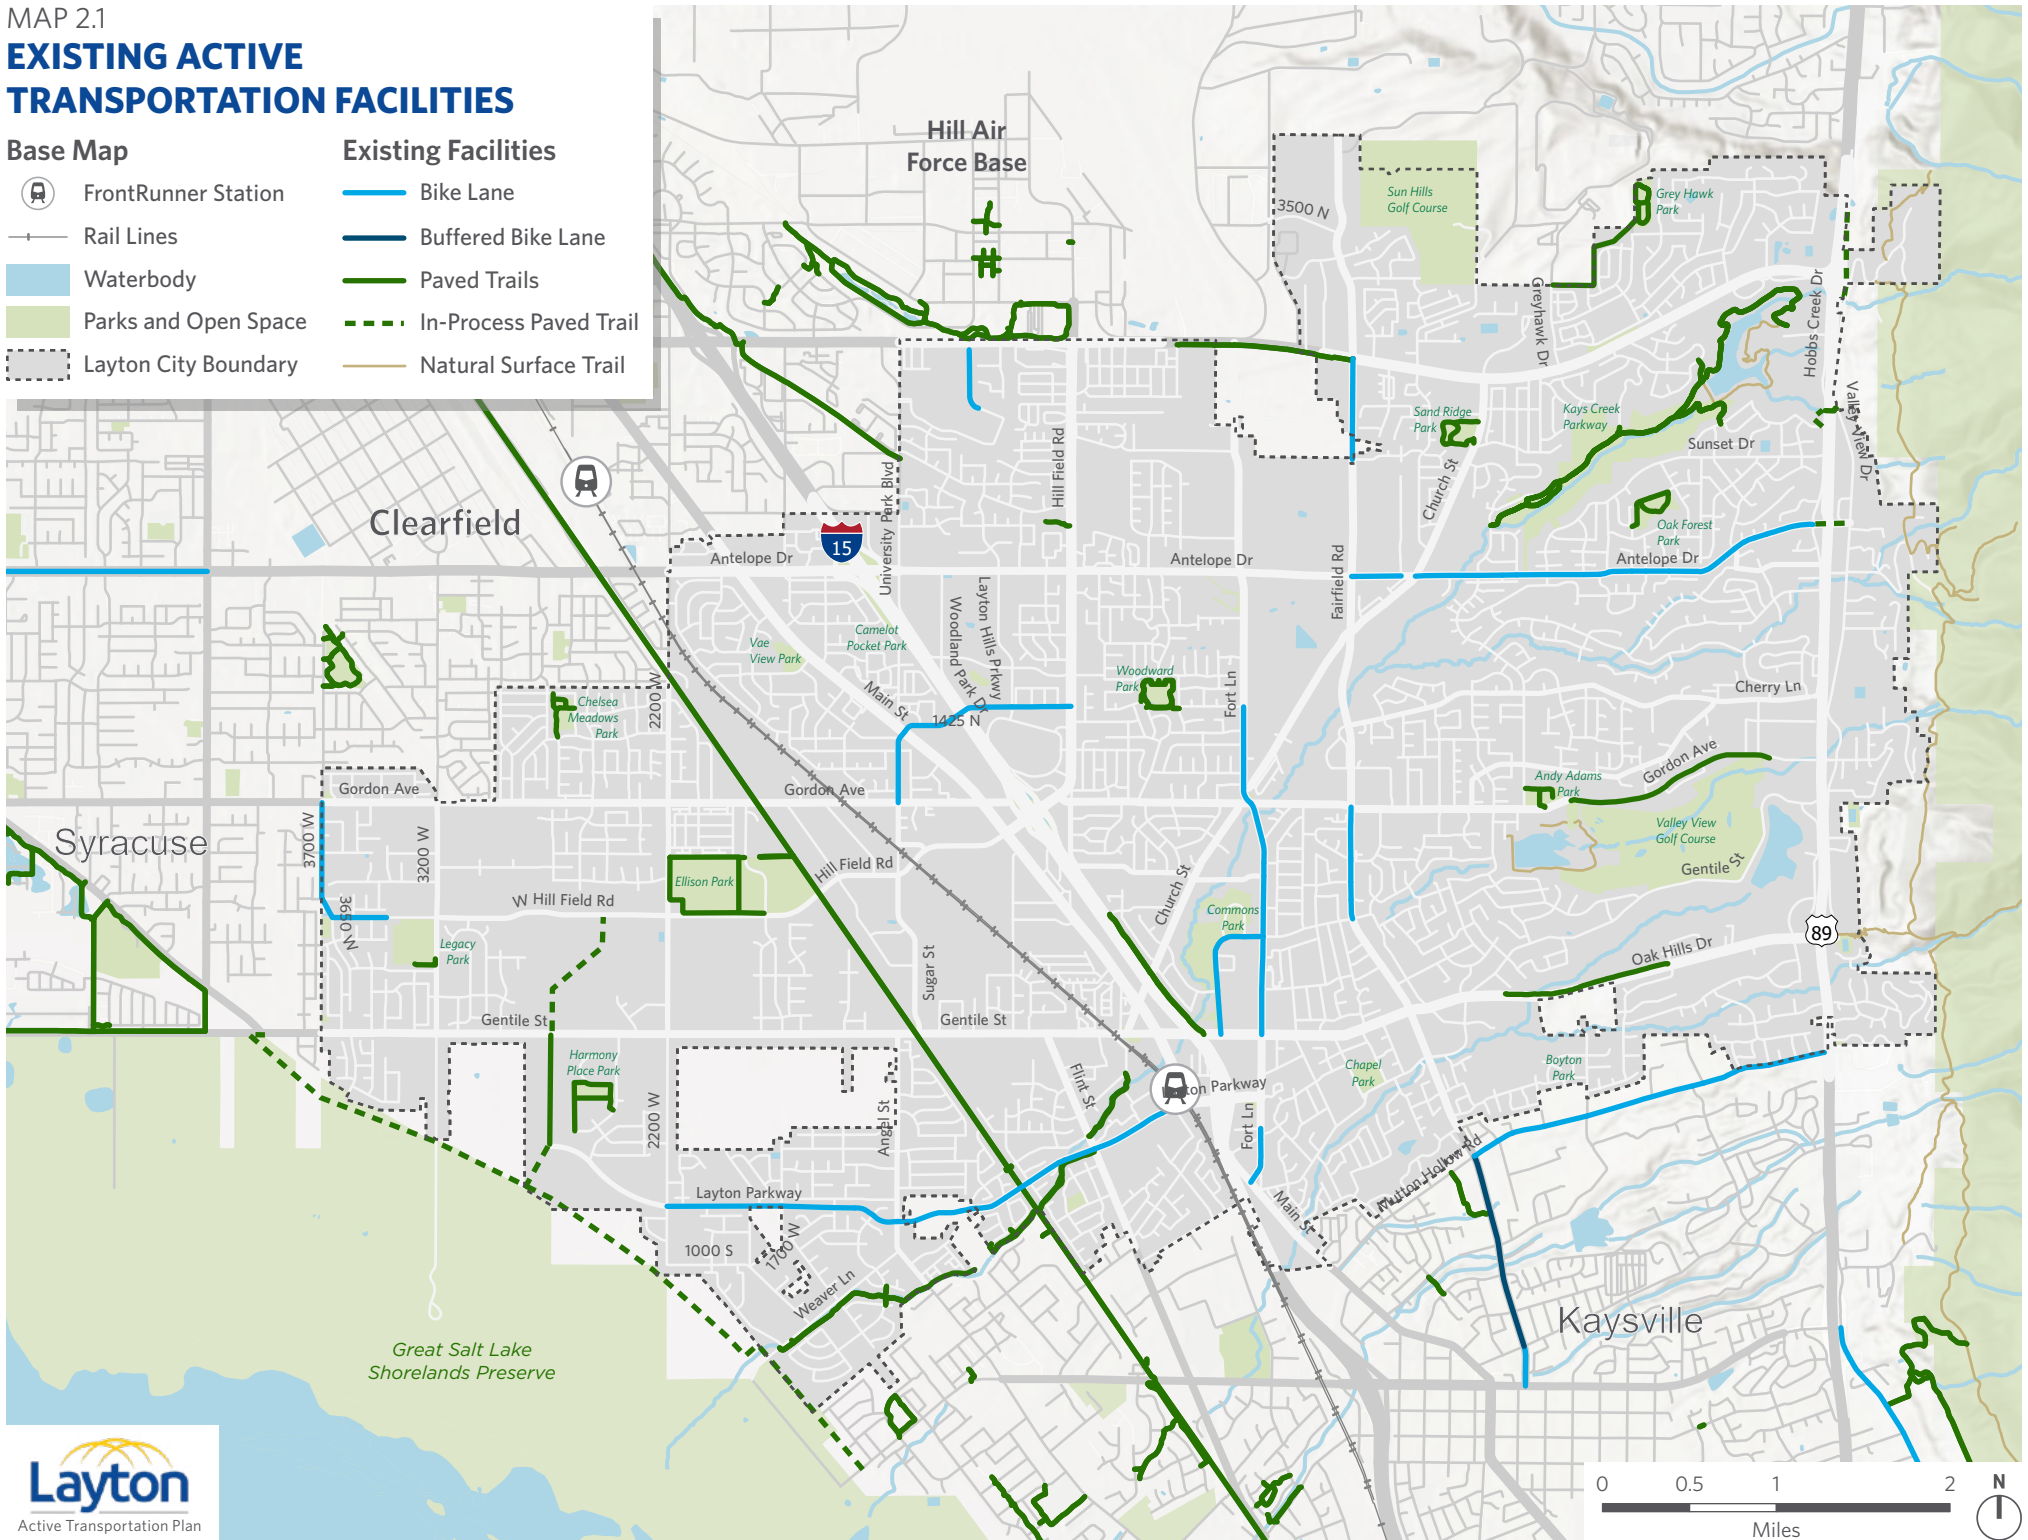 MAP 2.1
EXISTING ACTIVE
TRANSPORTATION FACILITIES
Base Map
FrontRunner Station
Rail Lines
Waterbody
Parks and Open Space
Layton City Boundary
Existing Facilities
Bike Lane
Buffered Bike Lane
Paved Trails
In-Process Paved Trail
Natural Surface Trail
Hill Air
Force Base
3500 N
Sun Hills
Golf Course
Grey Hawk
Park
Greyhawk Dr
Hobbs Creek Dr
Valley View Dr
Sand Ridge
Park
Kays Creek
Parkway
Sunset Dr
Church St
Hill Field Rd
University Park Blvd
Clearfield
15
Antelope Dr
Antelope Dr
Antelope Dr
Oak Forest
Park
Fairfield Rd
Layton Hills Prkwy
Woodland Park Dr
Camelot
Pocket Park
Vae
View Park
Main St
1425 N
Woodward
Park
Fort Ln
Cherry Ln
2200 W
Chelsea
Meadows
Park
Gordon Ave
Gordon Ave
Gordon Ave
Andy Adams
Park
Valley View
Golf Course
Gentile St
Syracuse
3700 W
3200 W
3650 W
Hill Field Rd
Ellison Park
W Hill Field Rd
Legacy
Park
Church St
Commons
Park
89
Oak Hills Dr
Sugar St
Gentile St
Gentile St
Harmony
Place Park
2200 W
Angel St
Flint St
ton Parkway
Fort Ln
Chapel
Park
Boyton
Park
Mutton Hollow Rd
Main St
Layton Parkway
1000 S
1700 W
Weaver Ln
Kaysville
Great Salt Lake
Shorelands Preserve
Layton
Active Transportation Plan
0 0.5 1 2
Miles
N